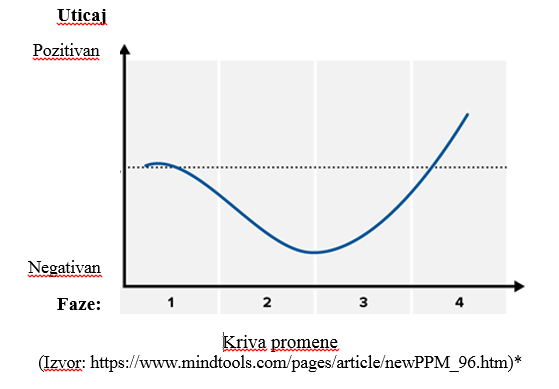 Uticaj
Pozitivan
Negativan
Faze: 1 2 3 4
Kriva promene
(Izvor: https://www.mindtools.com/pages/article/newPPM_96.htm)*